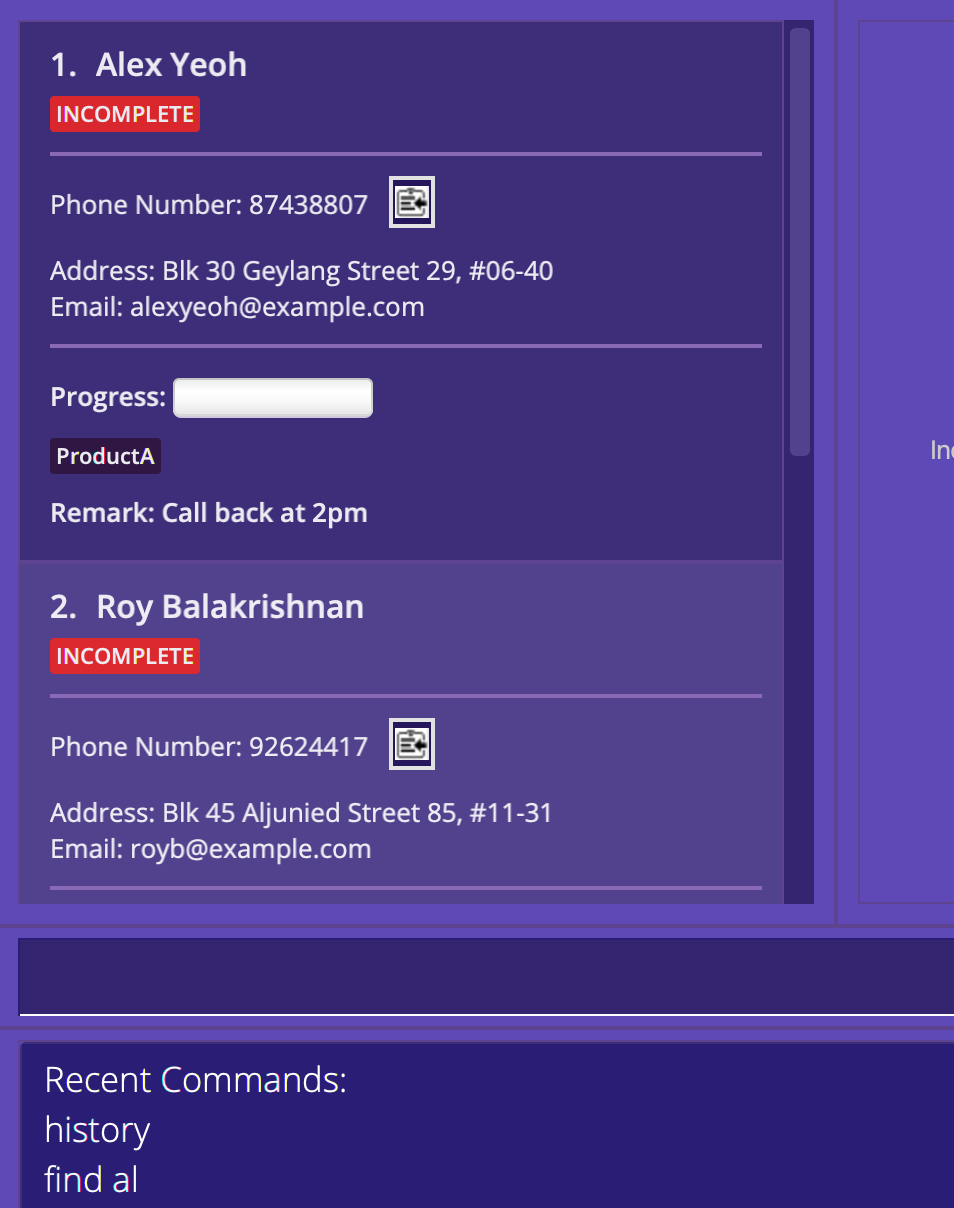 1. Alex Yeoh
INCOMPLETE
Phone Number: 87438807
Address: Blk 30 Geylang Street 29, #06-40
Email: alexyeoh@example.com
Progress:
ProductA
Remark: Call back at 2pm
2. Roy Balakrishnan
INCOMPLETE
Phone Number: 92624417
Address: Blk 45 Aljunied Street 85, #11-31
Email: royb@example.com
Recent Commands:
history
find al